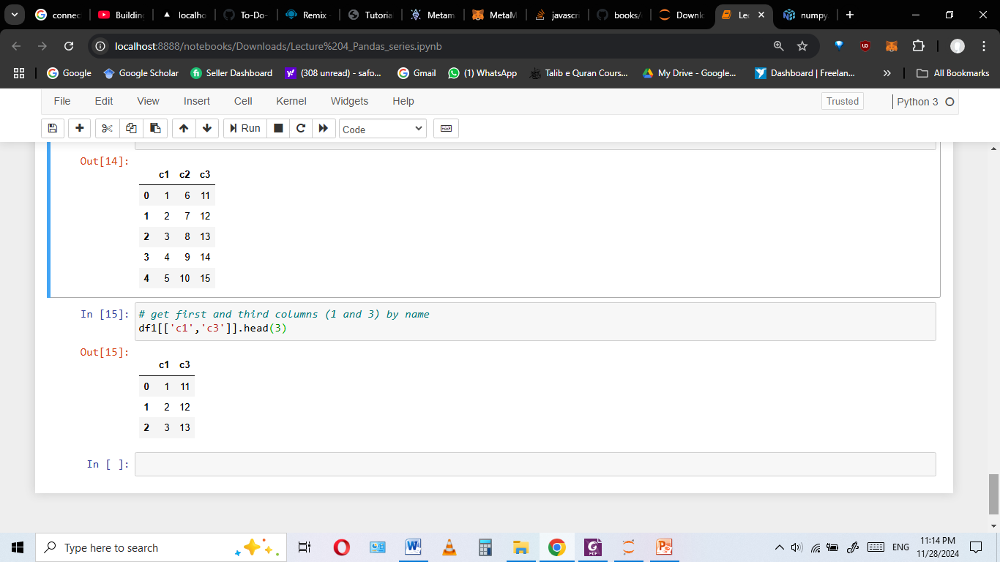 connec
Building
localho
To-Do-
Remix -
Tutoria
Metam
MetaM
javascri
books/
Downlo
Lec
numpy.
localhost:8888/notebooks/Downloads/Lecture%204_Pandas_series.ipynb
Google
Google Scholar
Seller Dashboard
(308 unread) - safo...
Gmail
(1) WhatsApp
Talib e Quran Cours...
My Drive - Google...
Dashboard | Freelan...
»
All Bookmarks
File Edit View Insert Cell Kernel Widgets Help
Trusted
Python 3
Run
Code
Out[14]:
c1 c2 c3
0 1 6 11
1 2 7 12
2 3 8 13
3 4 9 14
4 5 10 15
In [15]:
# get first and third columns (1 and 3) by name
df1[['c1','c3']].head(3)
Out[15]:
c1 c3
0 1 11
1 2 12
2 3 13
In [ ]:
Type here to search
ENG
11:14 PM
11/28/2024